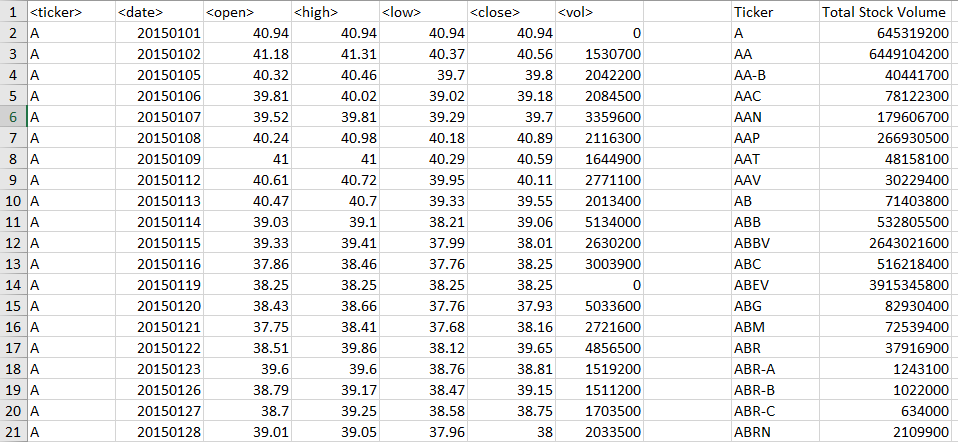 1 <ticker> <date> <open> <high> <low> <close> <vol> Ticker Total Stock Volume
2 A 20150101 40.94 40.94 40.94 40.94 0 A 645319200
3 A 20150102 41.18 41.31 40.37 40.56 1530700 AA 6449104200
4 A 20150105 40.32 40.46 39.7 39.8 2042200 AA-B 40441700
5 A 20150106 39.81 40.02 39.02 39.18 2084500 AAC 78122300
6 A 20150107 39.52 39.81 39.29 39.7 3359600 AAN 179606700
7 A 20150108 40.24 40.98 40.18 40.89 2116300 AAP 266930500
8 A 20150109 41 41 40.29 40.59 1644900 AAT 48158100
9 A 20150112 40.61 40.72 39.95 40.11 2771100 AAV 30229400
10 A 20150113 40.47 40.7 39.33 39.55 2013400 AB 71403800
11 A 20150114 39.03 39.1 38.21 39.06 5134000 ABB 532805500
12 A 20150115 39.33 39.41 37.99 38.01 2630200 ABBV 2643021600
13 A 20150116 37.86 38.46 37.76 38.25 3003900 ABC 516218400
14 A 20150119 38.25 38.25 38.25 38.25 0 ABEV 3915345800
15 A 20150120 38.43 38.66 37.76 37.93 5033600 ABG 82930400
16 A 20150121 37.75 38.41 37.68 38.16 2721600 ABM 72539400
17 A 20150122 38.51 39.86 38.12 39.65 4856500 ABR 37916900
18 A 20150123 39.6 39.6 38.76 38.81 1519200 ABR-A 1243100
19 A 20150126 38.79 39.17 38.47 39.15 1511200 ABR-B 1022000
20 A 20150127 38.7 39.25 38.58 38.75 1703500 ABR-C 634000
21 A 20150128 39.01 39.05 37.96 38 2033500 ABRN 2109900